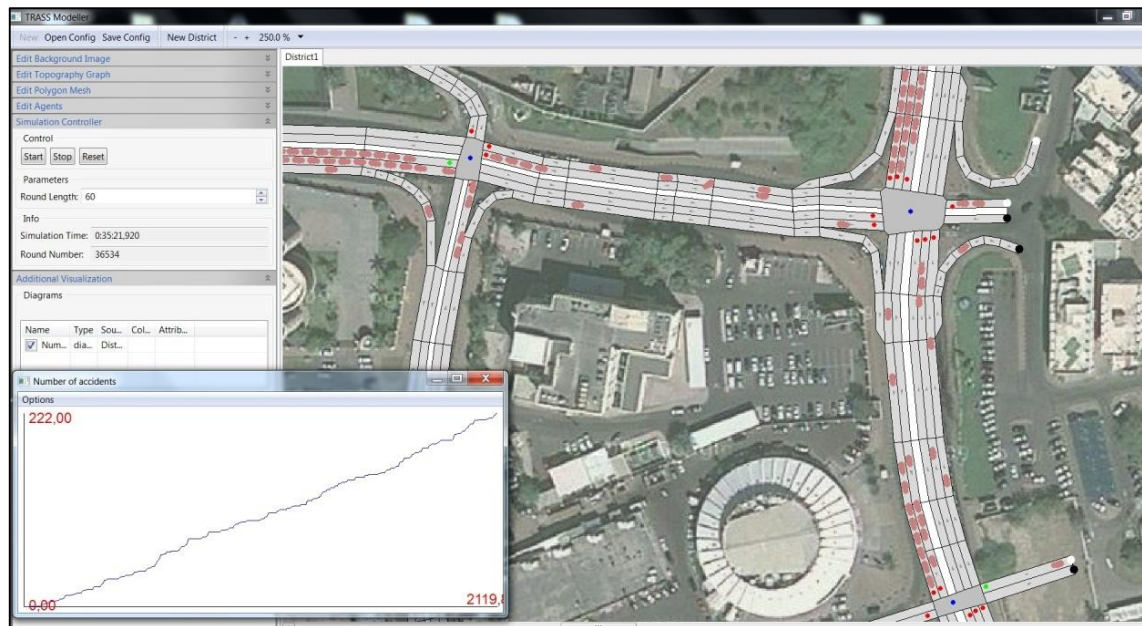 TRASS Modeller
New Open Config Save Config New District - + 250.0 %
Edit Background Image
District1
Edit Topography Graph
Edit Polygon Mesh
Edit Agents
Simulation Controller
Control
Start Stop Reset
Parameters
Round Length: 60
Info
Simulation Time: 0:35:21,920
Round Number: 36534
Additional Visualization
Diagrams
Name Type Sou... Col... Attrib...
Num... dia... Dist...
Number of accidents
Options
222,00
0,00
2119,8